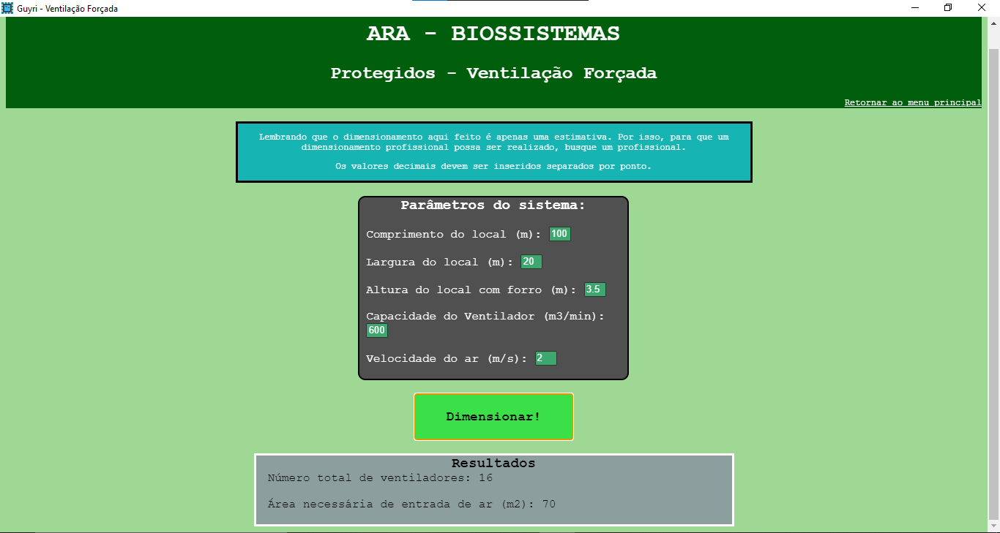 Guyri - Ventilação Forçada
ARA - BIOSSISTEMAS
Protegidos - Ventilação Forçada
Retornar ao menu principal
Lembrando que o dimensionamento aqui feito é apenas uma estimativa. Por isso, para que um
dimensionamento profissional possa ser realizado, busque um profissional.
Os valores decimais devem ser inseridos separados por ponto.
Parâmetros do sistema:
Comprimento do local (m): 100
Largura do local (m): 20
Altura do local com forro (m): 3.5
Capacidade do Ventilador (m3/min):
600
Velocidade do ar (m/s): 2
Dimensionar!
Resultados
Número total de ventiladores: 16
Área necessária de entrada de ar (m2): 70